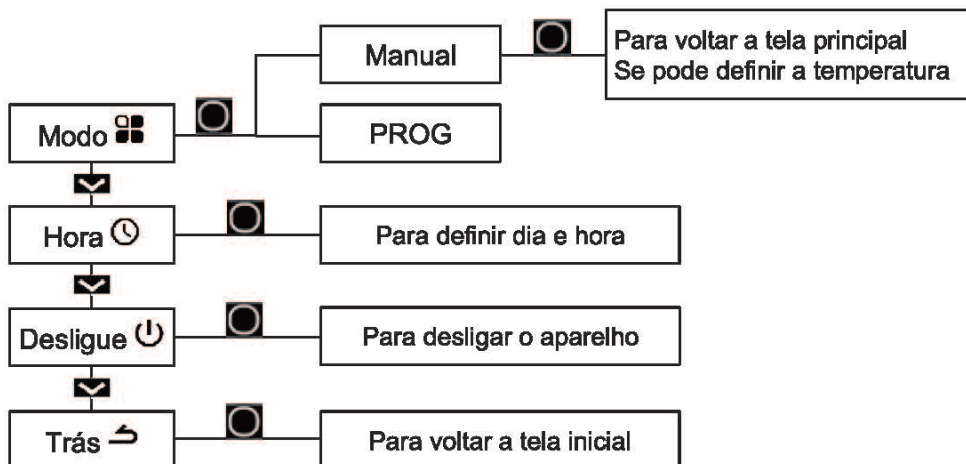 Manual
Para voltar a tela principal
Se pode definir a temperatura
Modo
PROG
Hora
Para definir dia e hora
Desligue
Para desligar o aparelho
Trás
Para voltar a tela inicial